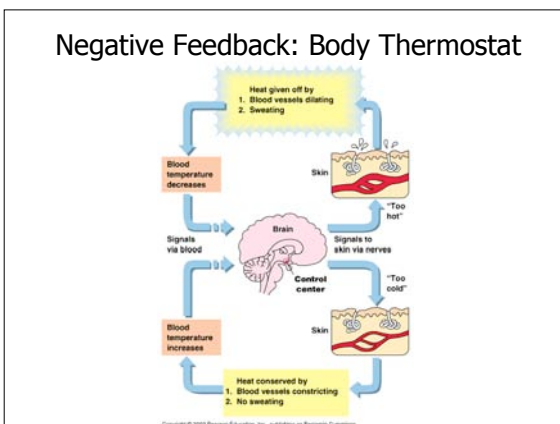 Negative Feedback: Body Thermostat
Heat given off by
1. Blood vessels dilating
2. Sweating
Blood
temperature
decreases
Skin
"Too
hot"
Signals
via blood
Brain
Signals to
skin via nerves
Control
center
"Too
cold"
Blood
temperature
increases
Skin
Heat conserved by
1. Blood vessels constricting
2. No sweating